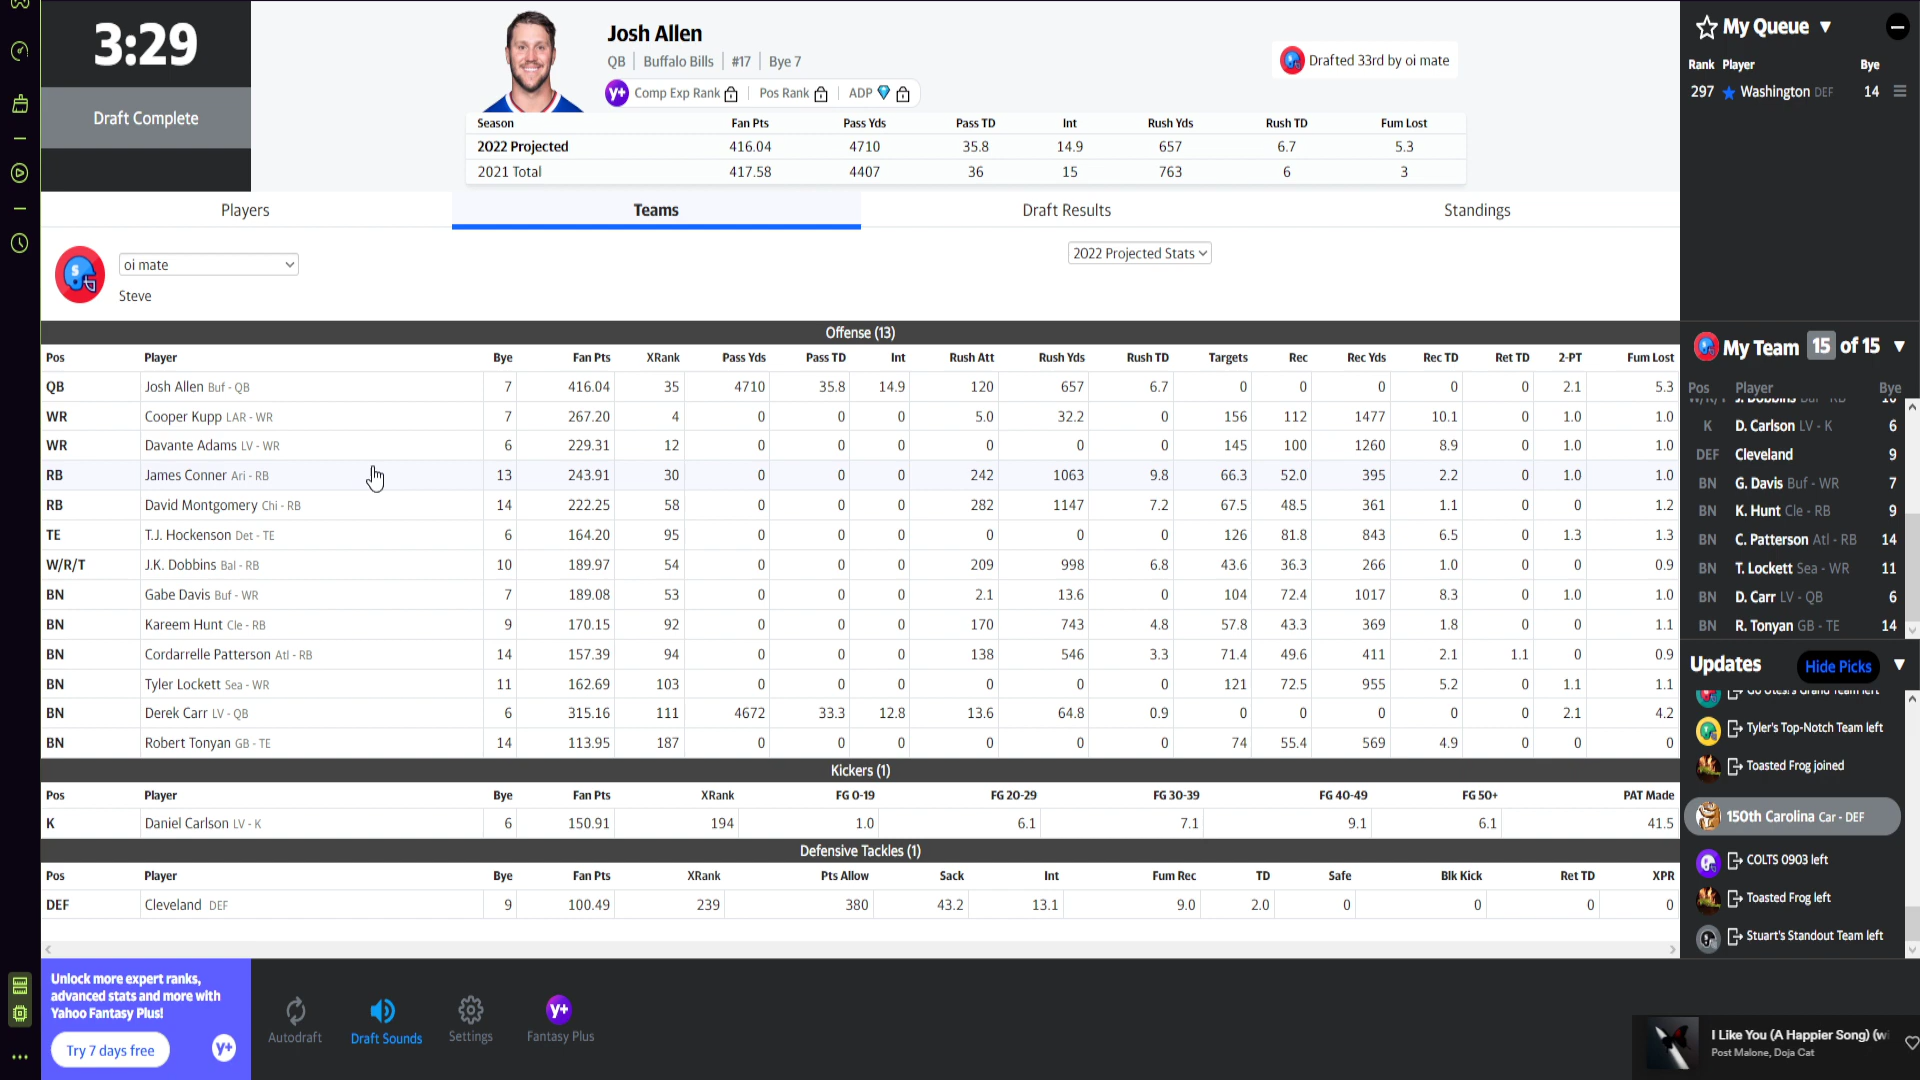 3:29
Draft Complete
Josh Allen
QB Buffalo Bills #17 Bye 7
Y+ Comp Exp Rank Pos Rank ADP
Drafted 33rd by oi mate
Season Fan Pts Pass Yds Pass TD Int Rush Yds Rush TD Fum Lost
2022 Projected 416.04 4710 35.8 14.9 657 6.7 5.3
2021 Total 417.58 4407 36 15 763 6 3
Players Teams Draft Results Standings
oi mate
Steve
2022 Projected Stats
Offense (13)
Pos Player Bye Fan Pts XRank Pass Yds Pass TD Int Rush Att Rush Yds Rush TD Targets Rec Rec Yds Rec TD Ret TD 2-PT Fum Lost
QB Josh Allen Buf - QB 7 416.04 35 4710 35.8 14.9 120 657 6.7 0 0 0 0 0 2.1 5.3
WR Cooper Kupp LAR - WR 7 267.20 4 0 0 0 5.0 32.2 0 156 112 1477 10.1 0 1.0 1.0
WR Davante Adams LV - WR 6 229.31 12 0 0 0 0 0 0 145 100 1260 8.9 0 1.0 1.0
RB James Conner Ari - RB 13 243.91 30 0 0 0 242 1063 9.8 66.3 52.0 395 2.2 0 1.0 1.0
RB David Montgomery Chi - RB 14 222.25 58 0 0 0 282 1147 7.2 67.5 48.5 361 1.1 0 0 1.2
TE T.J. Hockenson Det - TE 6 164.20 95 0 0 0 0 0 0 126 81.8 843 6.5 0 1.3 1.3
W/R/T J.K. Dobbins Bal - RB 10 189.97 54 0 0 0 209 998 6.8 43.6 36.3 266 1.0 0 0 0.9
BN Gabe Davis Buf - WR 7 189.08 53 0 0 0 2.1 13.6 0 104 72.4 1017 8.3 0 1.0 1.0
BN Kareem Hunt Cle - RB 9 170.15 92 0 0 0 170 743 4.8 57.8 43.3 369 1.8 0 0 1.1
BN Cordarrelle Patterson Atl - RB 14 157.39 94 0 0 0 138 546 3.3 71.4 49.6 411 2.1 1.1 0 0.9
BN Tyler Lockett Sea - WR 11 162.69 103 0 0 0 0 0 0 121 72.5 955 5.2 0 1.1 1.1
BN Derek Carr LV - QB 6 315.16 111 4672 33.3 12.8 13.6 64.8 0.9 0 0 0 0 0 2.1 4.2
BN Robert Tonyan GB - TE 14 113.95 187 0 0 0 0 0 0 74 55.4 569 4.9 0 0 0
Kickers (1)
Pos Player Bye Fan Pts XRank FG 0-19 FG 20-29 FG 30-39 FG 40-49 FG 50+ PAT Made
K Daniel Carlson LV - K 6 150.91 194 1.0 6.1 7.1 9.1 6.1 41.5
Defensive Tackles (1)
Pos Player Bye Fan Pts XRank Pts Allow Sack Int Fum Rec TD Safe Blk Kick Ret TD XPR
DEF Cleveland DEF 9 100.49 239 380 43.2 13.1 9.0 2.0 0 0 0 0
Unlock more expert ranks,
advanced stats and more with
Yahoo Fantasy Plus!
Try 7 days free
Y+
Autodraft Draft Sounds Settings Fantasy Plus
My Queue
Rank Player Bye
297 Washington DEF 14
My Team 15 of 15
Pos Player Bye
W/R/T J. Dobbins Bal - RB 10
K D. Carlson LV - K 6
DEF Cleveland 9
BN G. Davis Buf - WR 7
BN K. Hunt Cle - RB 9
BN C. Patterson Atl - RB 14
BN T. Lockett Sea - WR 11
BN D. Carr LV - QB 6
BN R. Tonyan GB - TE 14
Updates Hide Picks
Tyler's Top-Notch Team left
Toasted Frog joined
150th Carolina Car - DEF
COLTS 0903 left
Toasted Frog left
Stuart's Standout Team left
I Like You (A Happier Song) (wi
Post Malone, Doja Cat